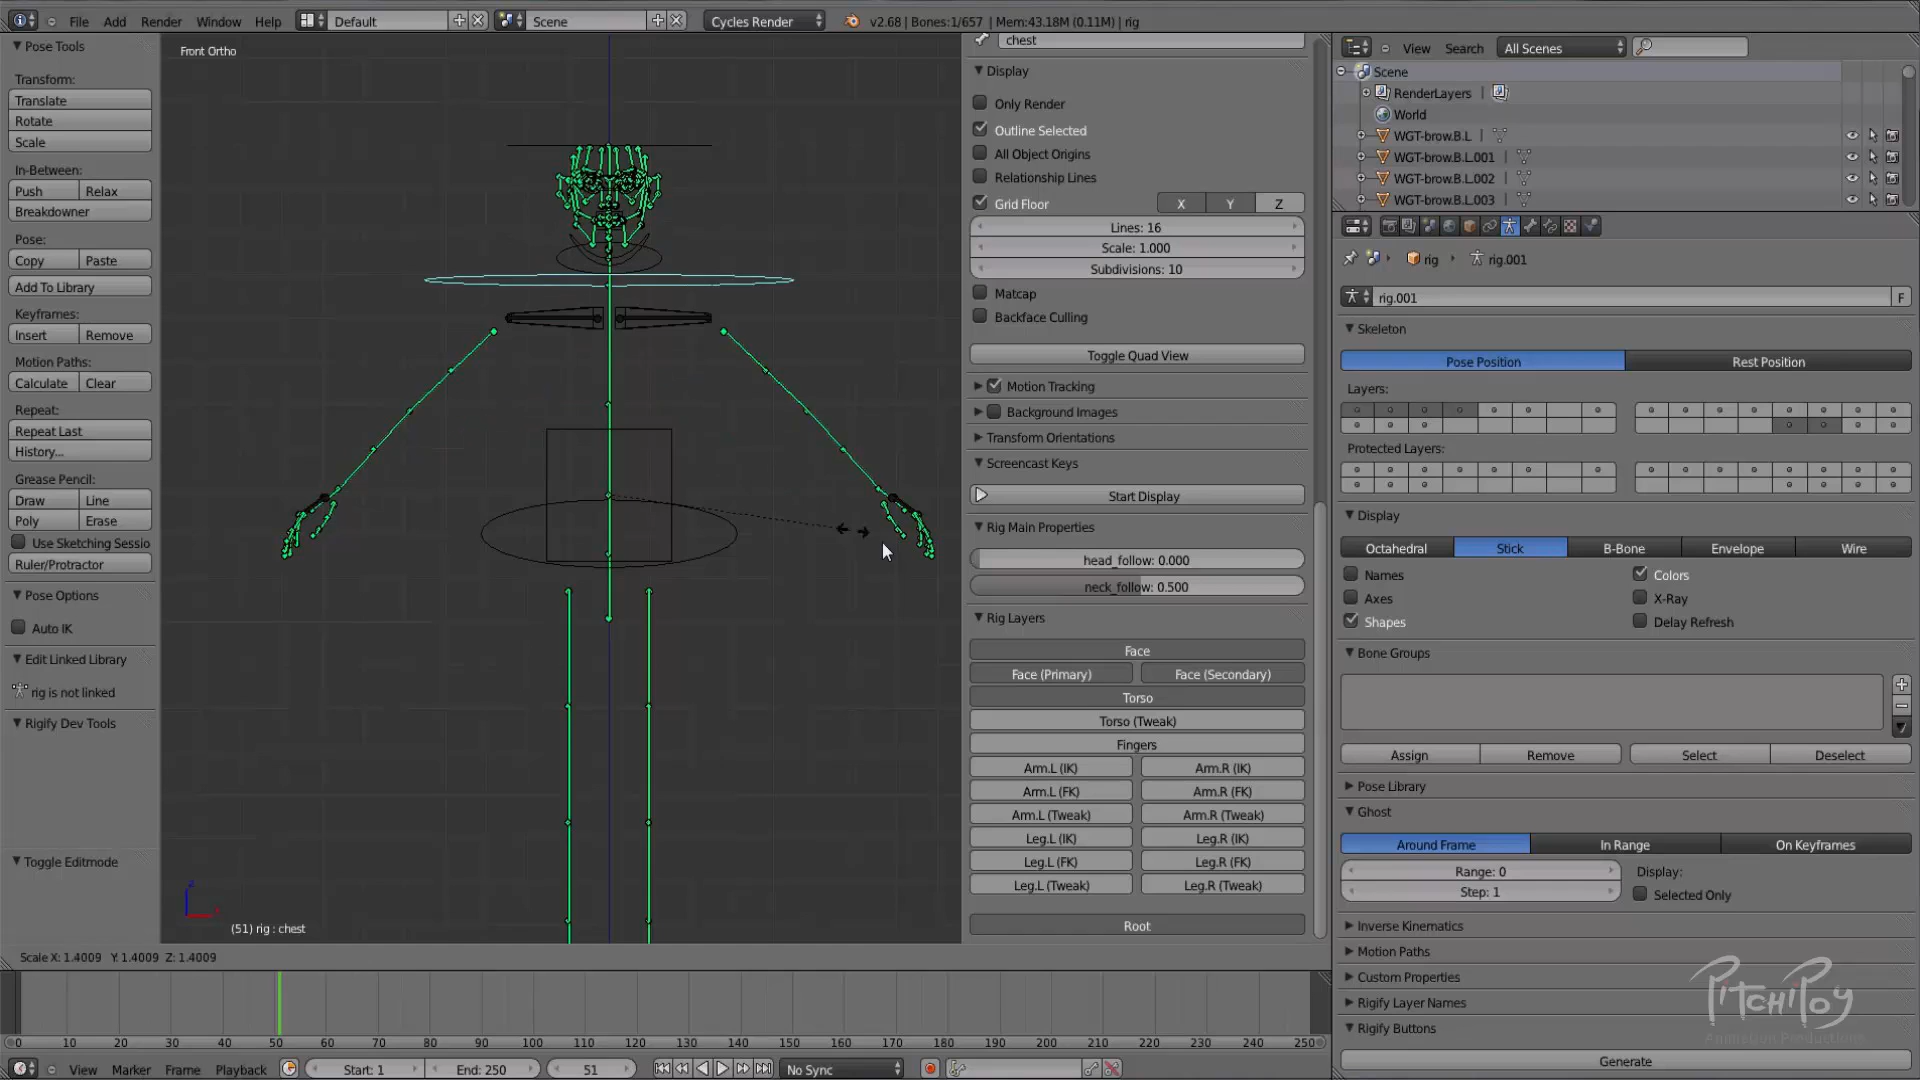 File Add Render Window Help Default Scene Cycles Render v2.68 | Bones:1/657 | Mem:43.18M (0.11M) | rig
Pose Tools
Transform:
Translate
Rotate
Scale
In-Between:
Push Relax
Breakdowner
Pose:
Copy Paste
Add To Library
Keyframes:
Insert Remove
Motion Paths:
Calculate Clear
Repeat:
Repeat Last
History...
Grease Pencil:
Draw Line
Poly Erase
Use Sketching Sessio
Ruler/Protractor
Pose Options
Auto IK
Edit Linked Library
rig is not linked
Rigify Dev Tools
Toggle Editmode
Front Ortho
(51) rig : chest
chest
Display
Only Render
Outline Selected
All Object Origins
Relationship Lines
Grid Floor X Y Z
Lines: 16
Scale: 1.000
Subdivisions: 10
Matcap
Backface Culling
Toggle Quad View
Motion Tracking
Background Images
Transform Orientations
Screencast Keys
Start Display
Rig Main Properties
head_follow: 0.000
neck_follow: 0.500
Rig Layers
Face
Face (Primary) Face (Secondary)
Torso
Torso (Tweak)
Fingers
Arm.L (IK) Arm.R (IK)
Arm.L (FK) Arm.R (FK)
Arm.L (Tweak) Arm.R (Tweak)
Leg.L (IK) Leg.R (IK)
Leg.L (FK) Leg.R (FK)
Leg.L (Tweak) Leg.R (Tweak)
Root
View Search All Scenes
Scene
RenderLayers
World
WGT-brow.B.L
WGT-brow.B.L.001
WGT-brow.B.L.002
WGT-brow.B.L.003
rig rig.001
rig.001 F
Skeleton
Pose Position Rest Position
Layers:
Protected Layers:
Display
Octahedral Stick B-Bone Envelope Wire
Names Colors
Axes X-Ray
Shapes Delay Refresh
Bone Groups
Assign Remove Select Deselect
Pose Library
Ghost
Around Frame In Range On Keyframes
Range: 0 Display:
Step: 1 Selected Only
Inverse Kinematics
Motion Paths
Custom Properties
Rigify Layer Names
Rigify Buttons
Generate
PitchiPoy
Animation Productions
Scale X: 1.4009 Y: 1.4009 Z: 1.4009
0 10 20 30 40 50 60 70 80 90 100 110 120 130 140 150 160 170 180 190 200 210 220 230 240 250
View Marker Frame Playback Start: 1 End: 250 51 No Sync